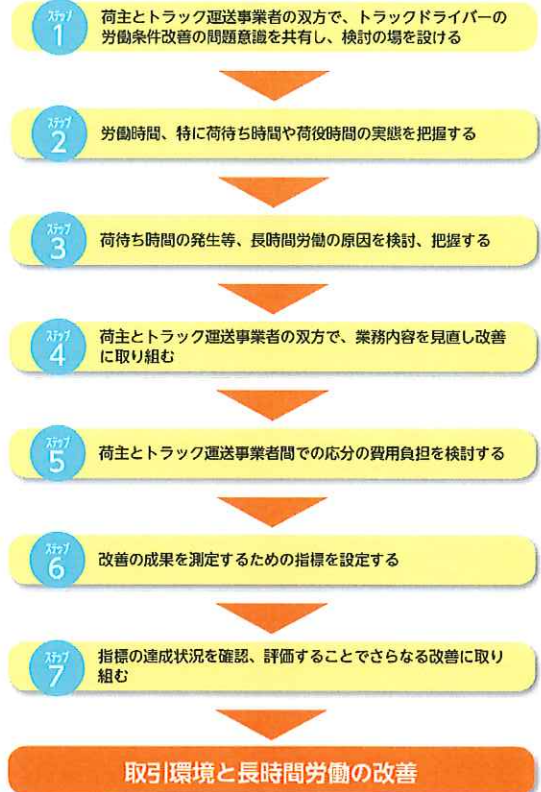 ステップ
1
荷主とトラック運送事業者の双方で、トラックドライバーの
労働条件改善の問題意識を共有し、検討の場を設ける
ステップ
2
労働時間、特に荷待ち時間や荷役時間の実態を把握する
ステップ
3
荷待ち時間の発生等、長時間労働の原因を検討、把握する
ステップ
4
荷主とトラック運送事業者の双方で、業務内容を見直し改善
に取り組む
ステップ
5
荷主とトラック運送事業者間での応分の費用負担を検討する
ステップ
6
改善の成果を測定するための指標を設定する
ステップ
7
指標の達成状況を確認、評価することでさらなる改善に取り
組む
取引環境と長時間労働の改善